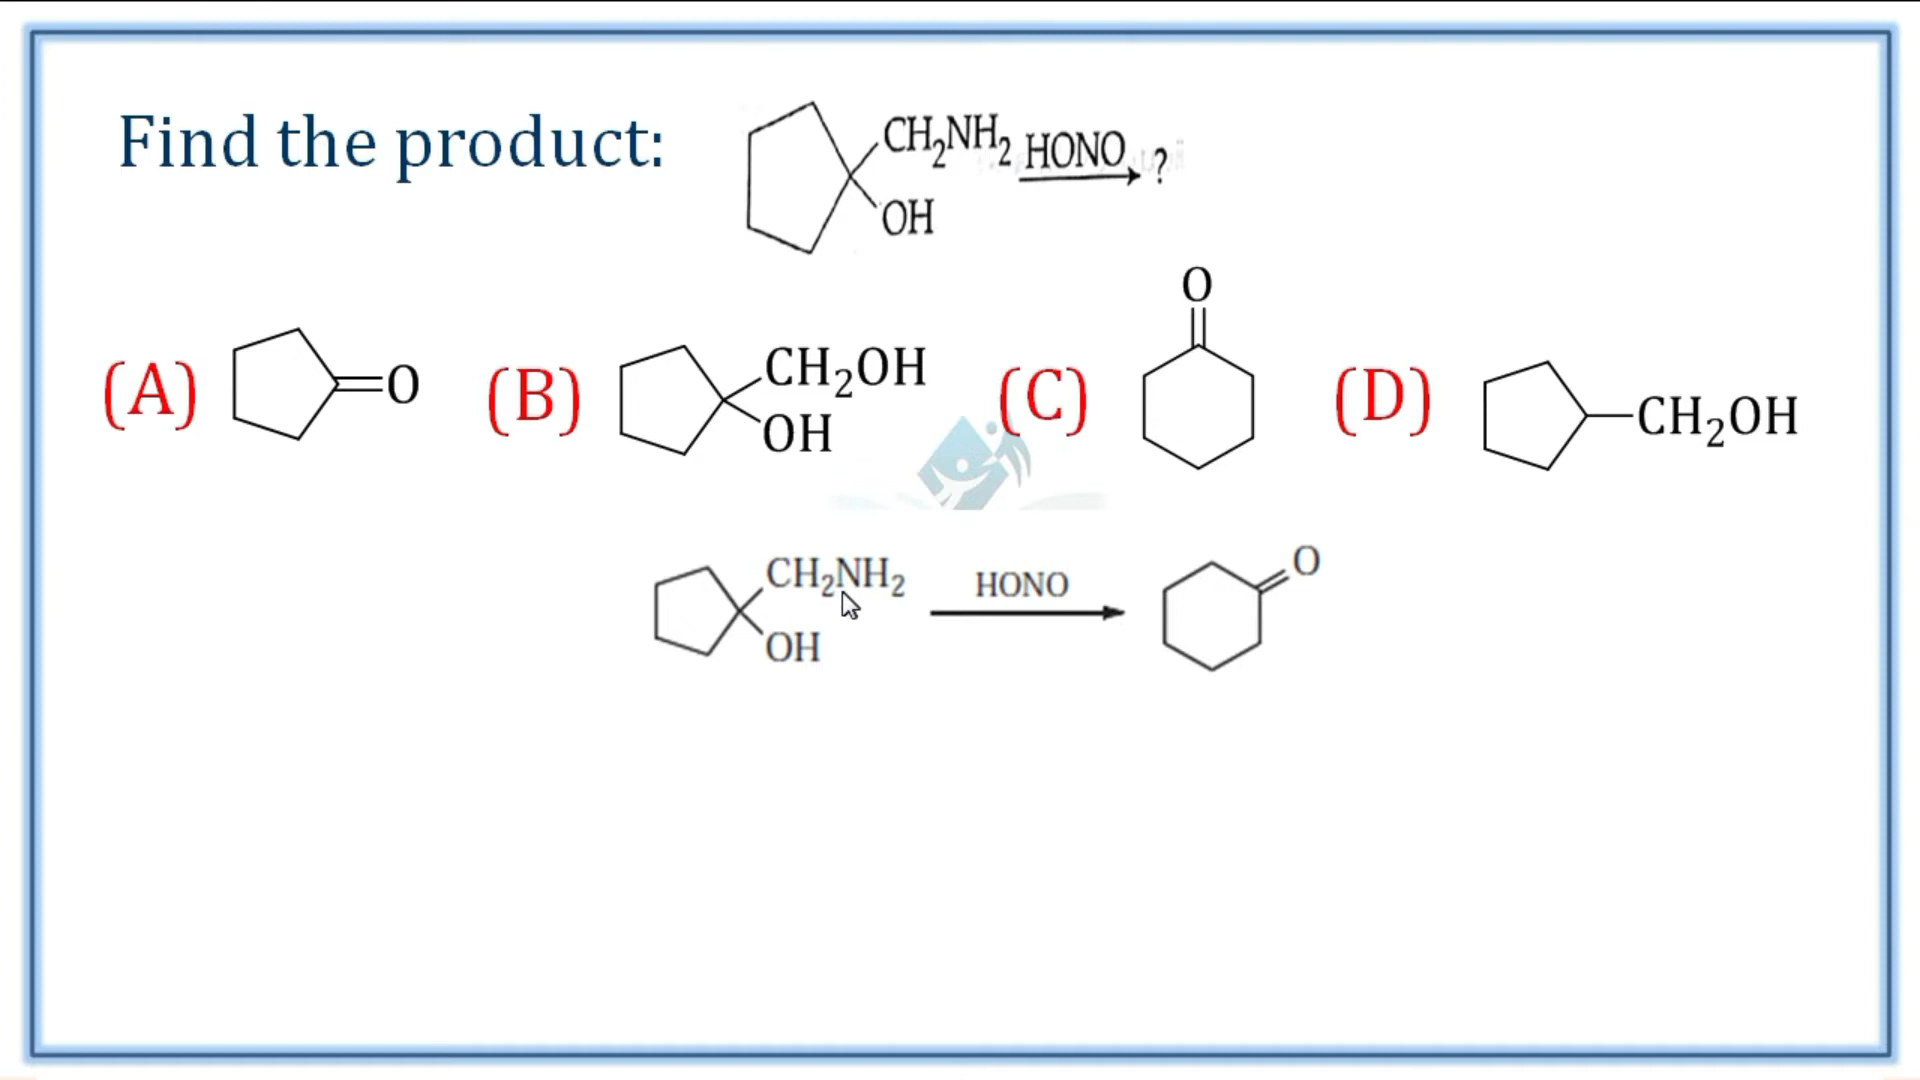 Find the product:
CH₂NH₂
OH
HONO
?
(A)
O
(B)
CH₂OH
OH
(C)
O
(D)
CH₂OH
CH₂NH₂
OH
HONO
O